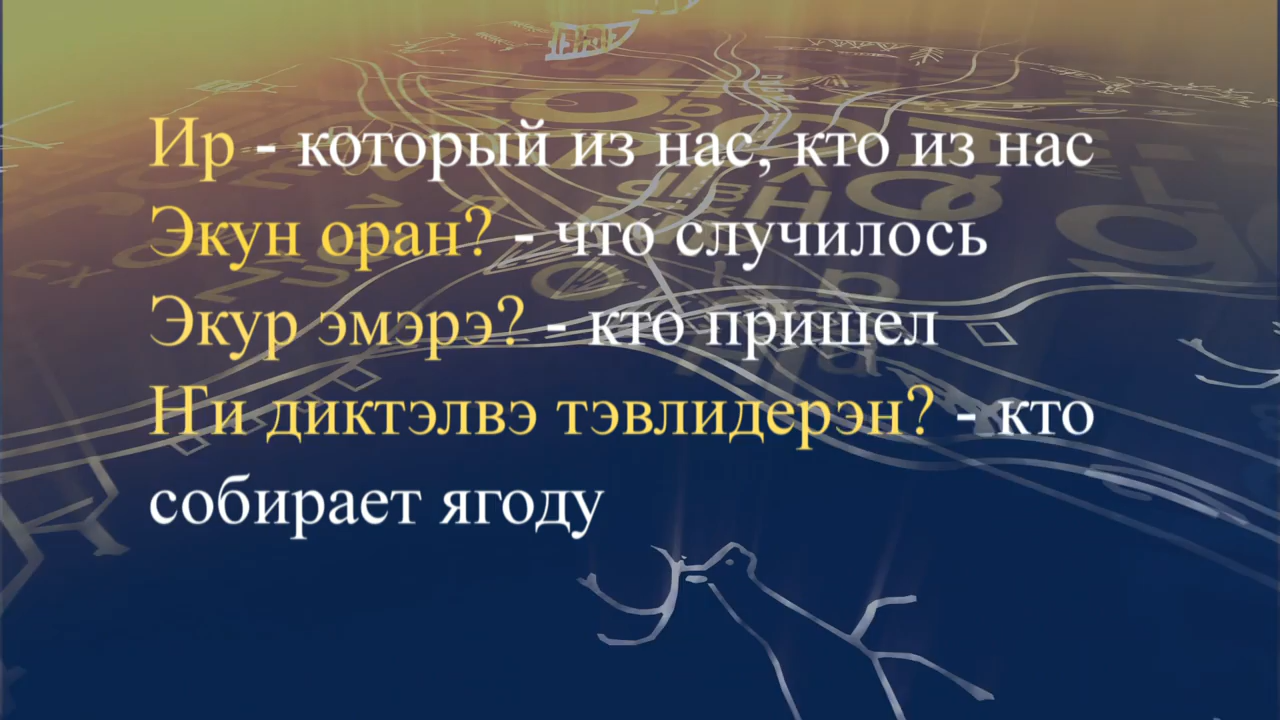 Ир - который из нас, кто из нас
Экун оран? - что случилось
Экур эмэрэ? - кто пришел
Н'и диктэлвэ тэвлидерэн? - кто
собирает ягоду